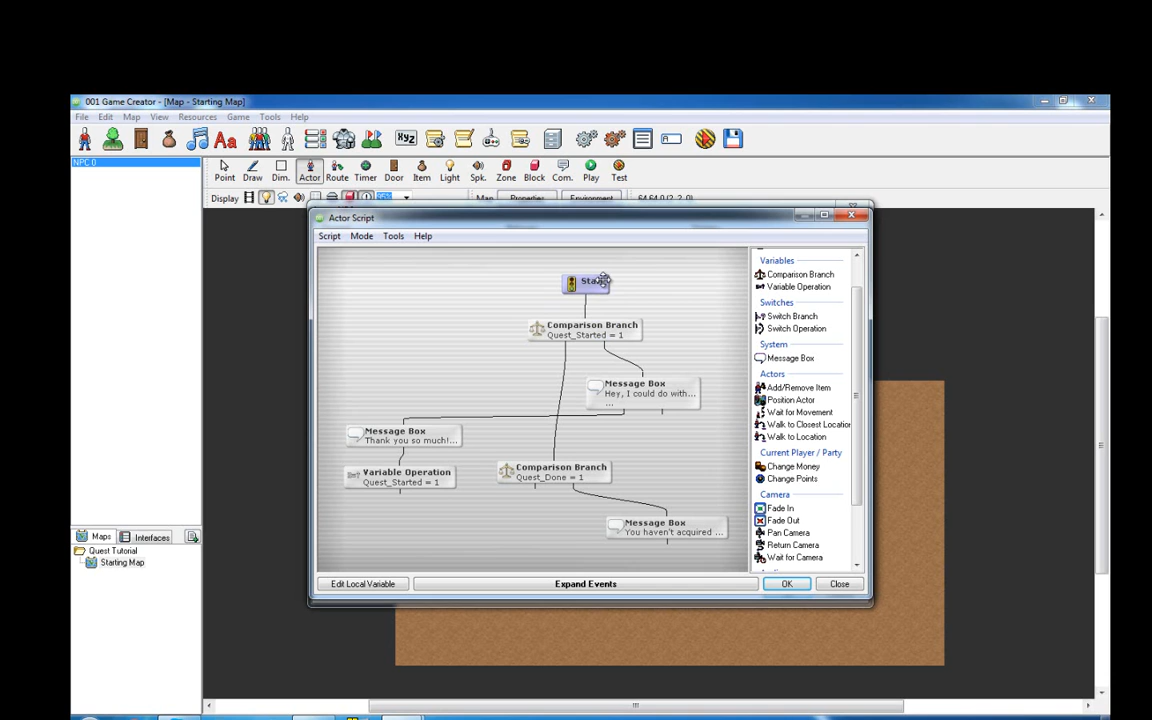 001 Game Creator - [Map - Starting Map]
File Edit Map View Resources Game Tools Help
Aa XYZ
NPC 0
Point Draw Dim. Actor Route Timer Door Item Light Spk. Zone Block Com. Play Test
Display 95% Map Properties Environment
Actor Script
Script Mode Tools Help
Start
Comparison Branch
Quest_Started = 1
Message Box
Hey, I could do with...
...
Message Box
Thank you so much!...
Variable Operation
Quest_Started = 1
Comparison Branch
Quest_Done = 1
Message Box
You haven't acquired ...
Variables
Comparison Branch
Variable Operation
Switches
Switch Branch
Switch Operation
System
Message Box
Actors
Add/Remove Item
Position Actor
Wait for Movement
Walk to Closest Locatio
Walk to Location
Current Player / Party
Change Money
Change Points
Camera
Fade In
Fade Out
Pan Camera
Return Camera
Wait for Camera
Edit Local Variable Expand Events OK Close
Maps Interfaces
Quest Tutorial
Starting Map